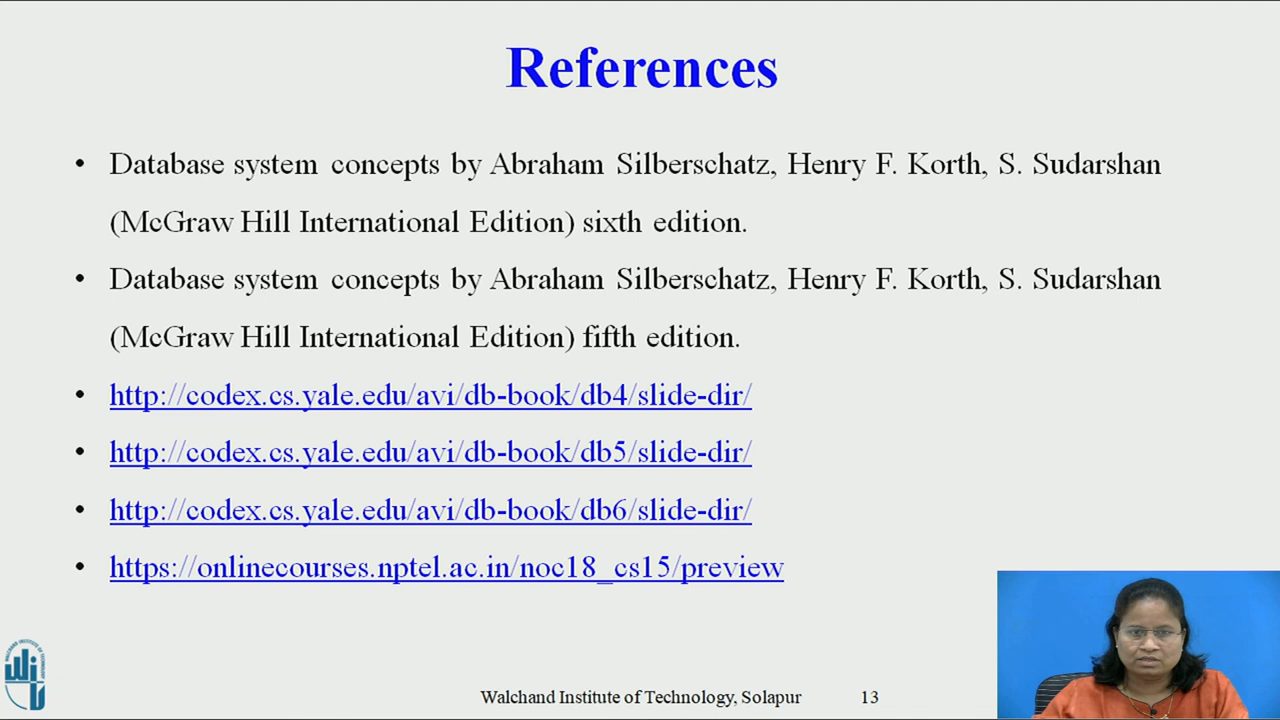 References
• Database system concepts by Abraham Silberschatz, Henry F. Korth, S. Sudarshan
(McGraw Hill International Edition) sixth edition.
• Database system concepts by Abraham Silberschatz, Henry F. Korth, S. Sudarshan
(McGraw Hill International Edition) fifth edition.
• http://codex.cs.yale.edu/avi/db-book/db4/slide-dir/
• http://codex.cs.yale.edu/avi/db-book/db5/slide-dir/
• http://codex.cs.yale.edu/avi/db-book/db6/slide-dir/
• https://onlinecourses.nptel.ac.in/noc18_cs15/preview
WALCHAND INSTITUTE OF TECHNOLOGY
Walchand Institute of Technology, Solapur 13